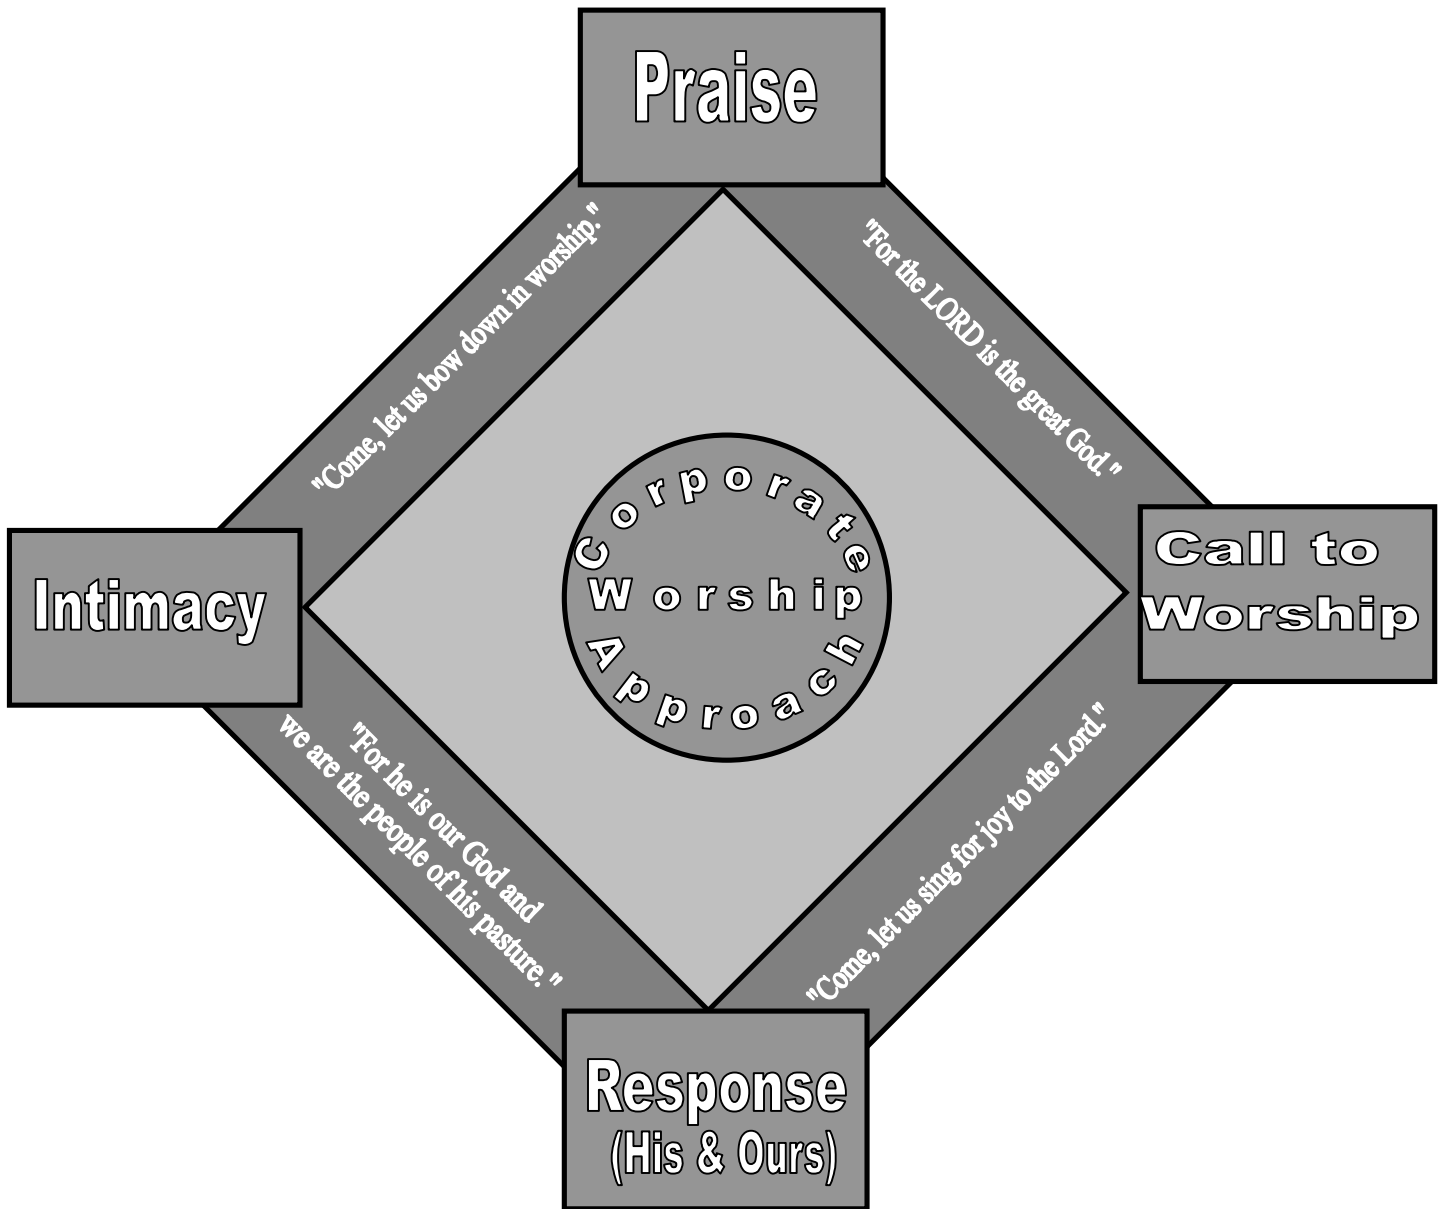 Praise
"Come, let us bow down in worship."
"For the LORD is the great God."
Corporate
Worship
Approach
Intimacy
Call to
Worship
"For he is our God and
we are the people of his pasture."
"Come, let us sing for joy to the Lord."
Response
(His & Ours)